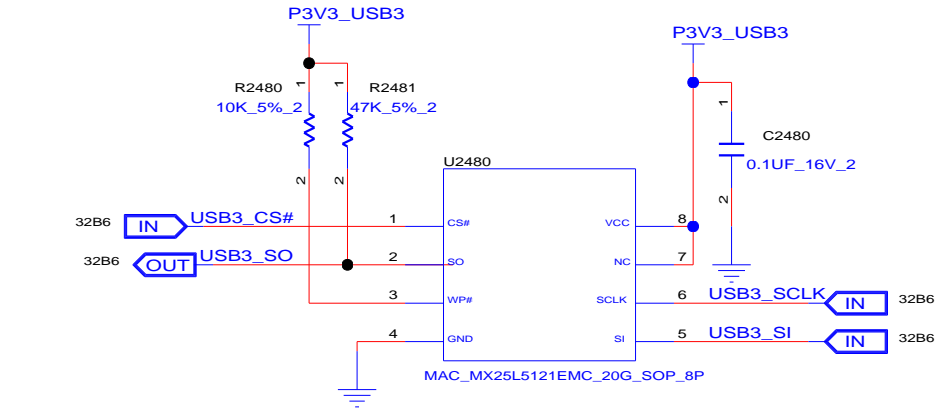 P3V3_USB3
P3V3_USB3
1
1
R2480
R2481
10K_5%_2
47K_5%_2
1
C2480
0.1UF_16V_2
2
2
2
U2480
32B6
IN
USB3_CS#
1
CS#
VCC
8
32B6
OUT
USB3_SO
2
SO
NC
7
3
WP#
SCLK
6
USB3_SCLK
IN
32B6
4
GND
SI
5
USB3_SI
IN
32B6
MAC_MX25L5121EMC_20G_SOP_8P